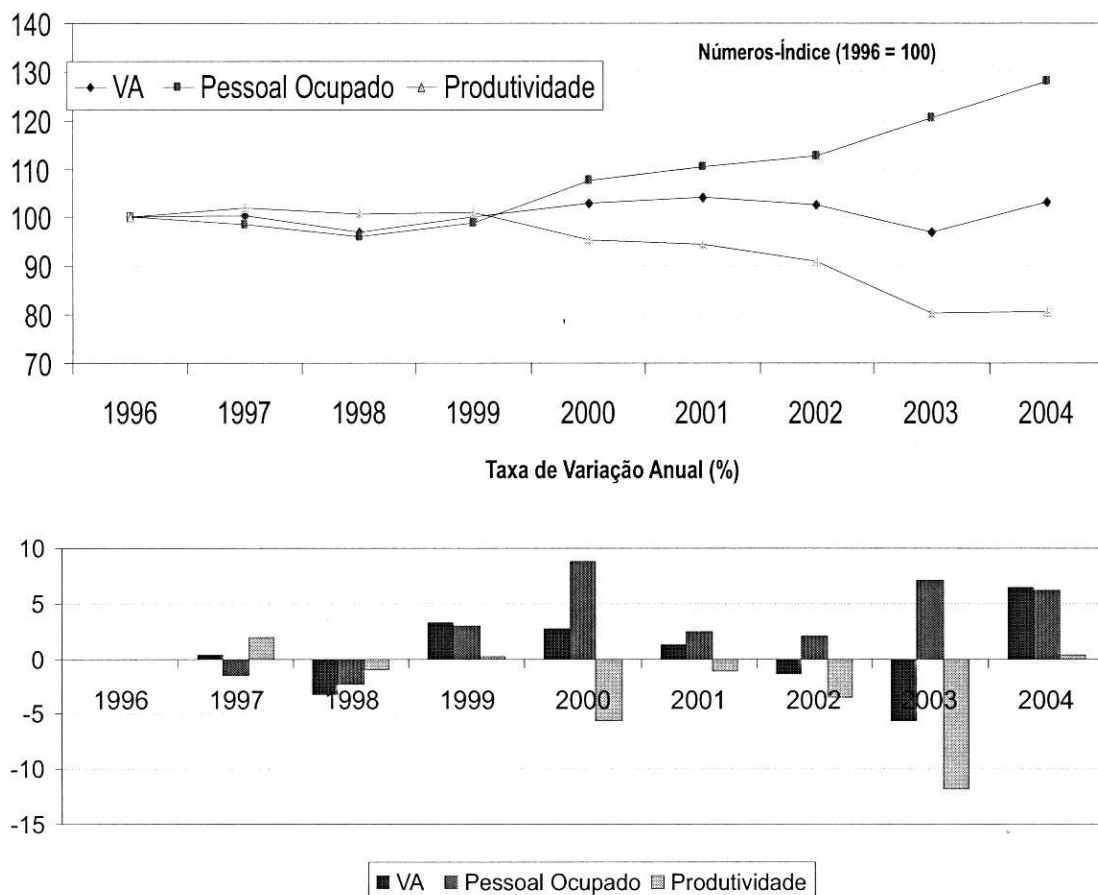 140
Números-Índice (1996 = 100)
130
VA Pessoal Ocupado Produtividade
120
110
100
90
80
70
1996 1997 1998 1999 2000 2001 2002 2003 2004
Taxa de Variação Anual (%)
10
5
0
1996 1997 1998 1999 2000 2001 2002 2003 2004
-5
-10
-15
VA Pessoal Ocupado Produtividade